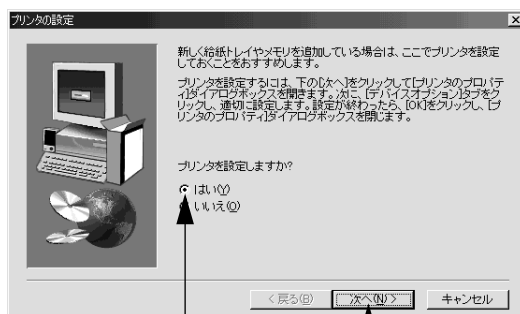 プリンタの設定
新しく給紙トレイやメモリを追加している場合は、ここでプリンタを設定
しておくことをおすすめします。
プリンタを設定するには、下の[次へ]をクリックして[プリンタのプロパテ
ィ]ダイアログボックスを開きます。次に、[デバイスオプション]タブをク
リックし、適切に設定します。設定が終わったら、[OK]をクリックし、[プ
リンタのプロパティ]ダイアログボックスを閉じます。
プリンタを設定しますか?
はい(Y)
いいえ(O)
< 戻る(B)
次へ(N) >
キャンセル